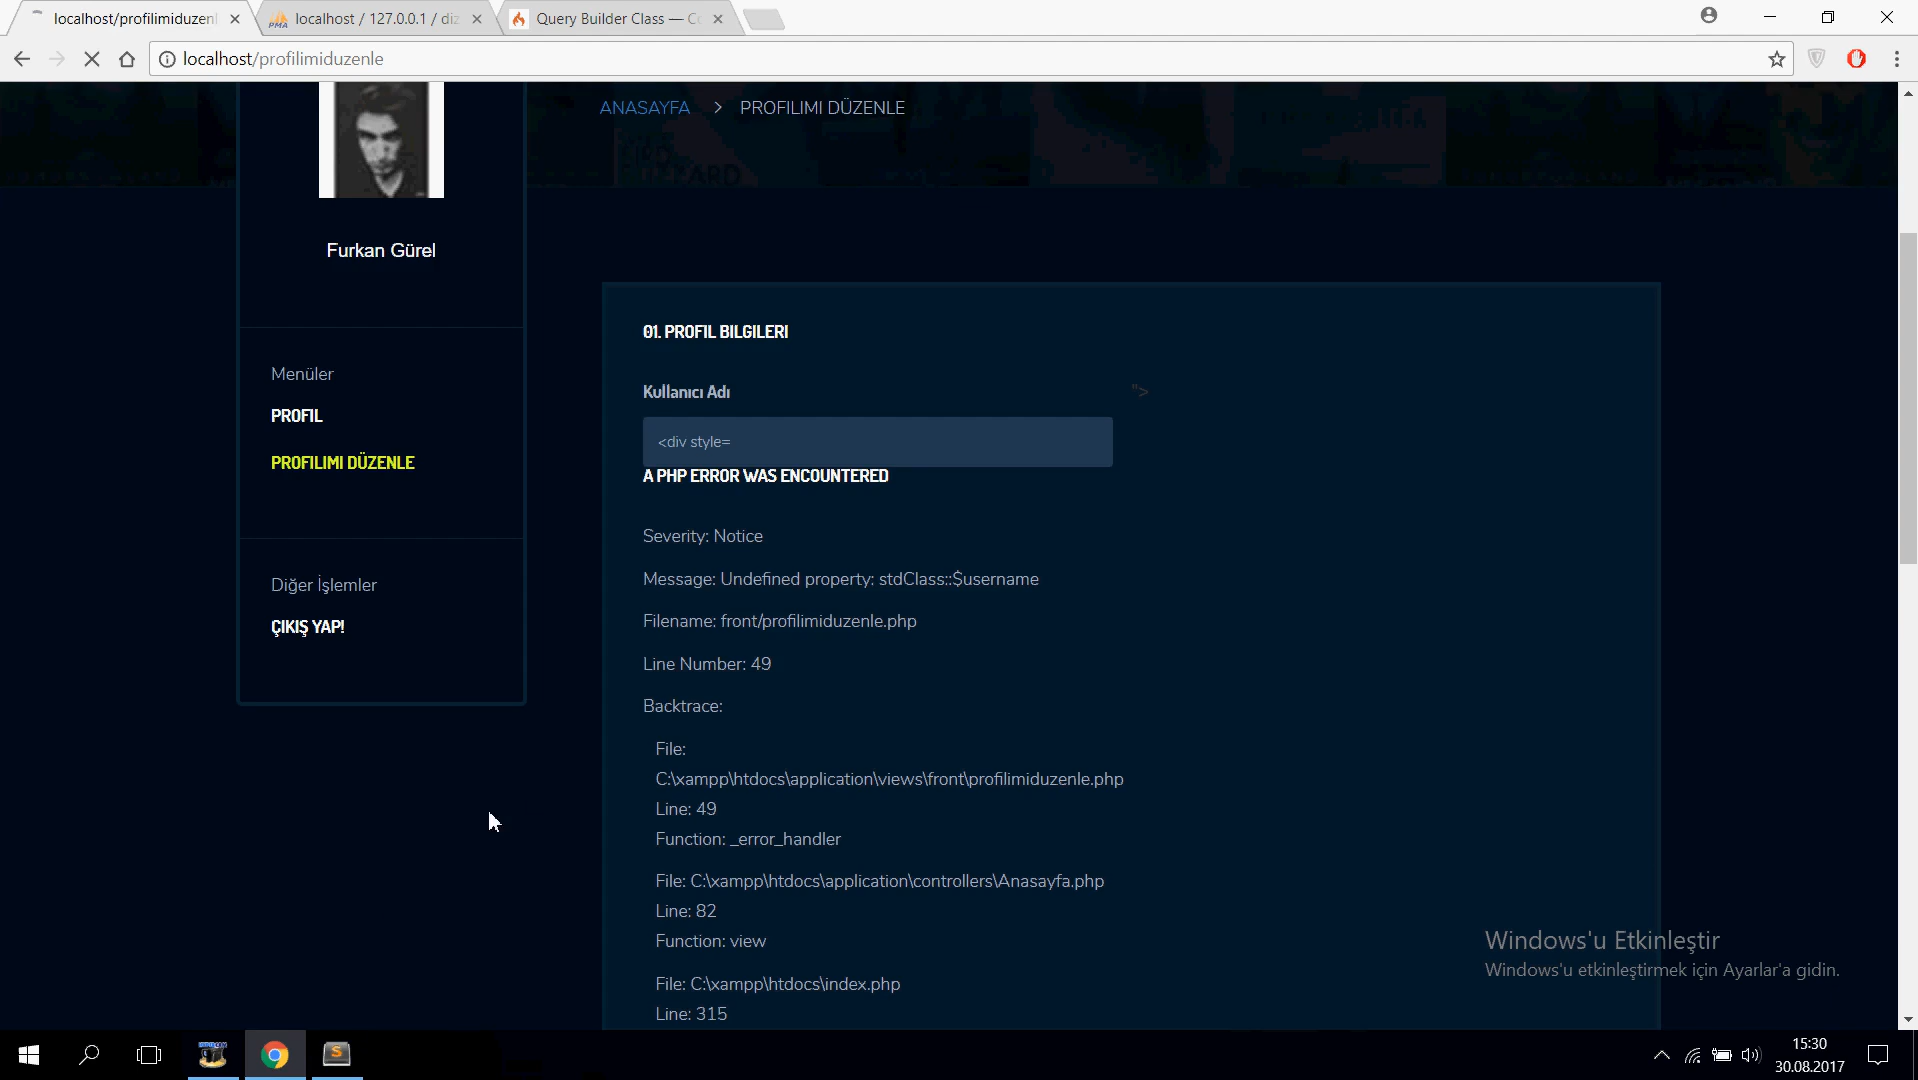 localhost/profilimiduzenl
localhost / 127.0.0.1 / diz
Query Builder Class — Co
localhost/profilimiduzenle
ANASAYFA > PROFILIMI DÜZENLE
Furkan Gürel
Menüler
PROFIL
PROFILIMI DÜZENLE
Diğer İşlemler
ÇIKIŞ YAP!
01. PROFIL BILGILERI
Kullanıcı Adı
">
<div style=
A PHP ERROR WAS ENCOUNTERED
Severity: Notice
Message: Undefined property: stdClass::$username
Filename: front/profilimiduzenle.php
Line Number: 49
Backtrace:
File:
C:\xampp\htdocs\application\views\front\profilimiduzenle.php
Line: 49
Function: _error_handler
File: C:\xampp\htdocs\application\controllers\Anasayfa.php
Line: 82
Function: view
File: C:\xampp\htdocs\index.php
Line: 315
Windows'u Etkinleştir
Windows'u etkinleştirmek için Ayarlar'a gidin.
15:30
30.08.2017